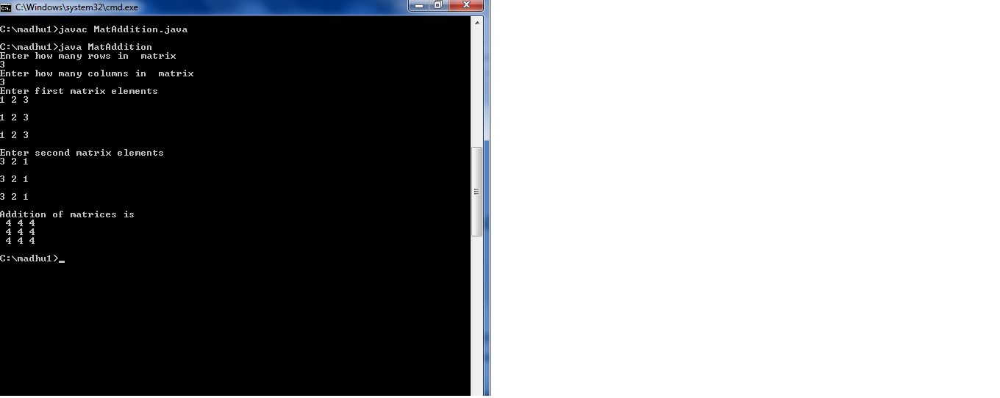 C:\Windows\system32\cmd.exe
C:\madhu1>javac MatAddition.java
C:\madhu1>java MatAddition
Enter how many rows in  matrix
3
Enter how many columns in  matrix
3
Enter first matrix elements
1 2 3
1 2 3
1 2 3
Enter second matrix elements
3 2 1
3 2 1
3 2 1
Addition of matrices is
 4 4 4
 4 4 4
 4 4 4
C:\madhu1>_